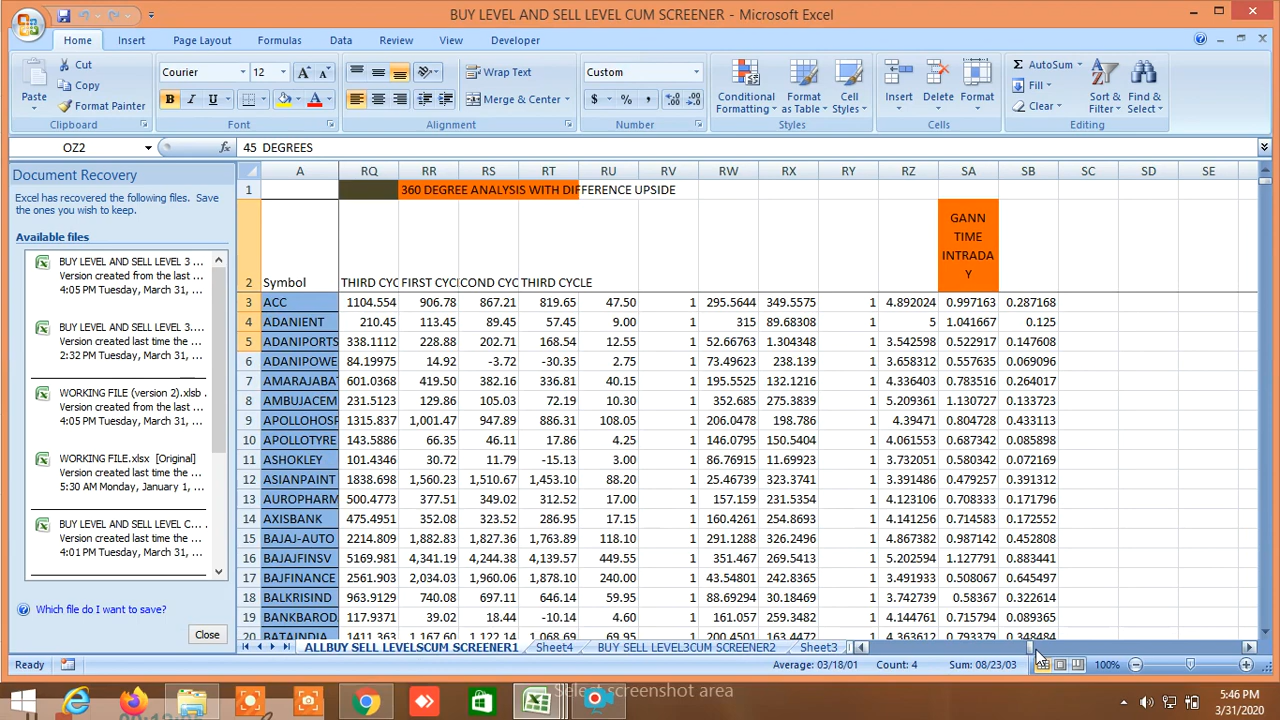 BUY LEVEL AND SELL LEVEL CUM SCREENER - Microsoft Excel
Home Insert Page Layout Formulas Data Review View Developer
Cut
Copy
Format Painter
Paste
Courier 12
B I U
Wrap Text
Merge & Center
Custom
$ % ,
Conditional Formatting
Format as Table
Cell Styles
Insert Delete Format
AutoSum
Fill
Clear
Sort & Filter
Find & Select
Clipboard Font Alignment Number Styles Cells Editing
OZ2 fx 45 DEGREES
Document Recovery
Excel has recovered the following files. Save
the ones you wish to keep.
Available files
BUY LEVEL AND SELL LEVEL 3 ...
Version created from the last ...
4:05 PM Tuesday, March 31, ...
BUY LEVEL AND SELL LEVEL 3....
Version created from the last time the ...
2:32 PM Tuesday, March 31, ...
WORKING FILE (version 2).xlsb ...
Version created from the last ...
4:05 PM Tuesday, March 31, ...
WORKING FILE.xlsx [Original]
Version created from the last time the ...
5:30 AM Monday, January 1, ...
BUY LEVEL AND SELL LEVEL C... .
Version created from the last time the ...
4:01 PM Tuesday, March 31, ...
Which file do I want to save?
Close
A RQ RR RS RT RU RV RW RX RY RZ SA SB SC SD SE
1 360 DEGREE ANALYSIS WITH DIFFERENCE UPSIDE
2 Symbol THIRD CYC FIRST CYC COND CYC THIRD CYCLE GANN TIME INTRADA Y
3 ACC 1104.554 906.78 867.21 819.65 47.50 1 295.5644 349.5575 1 4.892024 0.997163 0.287168
4 ADANIENT 210.45 113.45 89.45 57.45 9.00 1 315 89.68308 1 5 1.041667 0.125
5 ADANIPORTS 338.1112 228.88 202.71 168.54 12.55 1 52.66763 1.304348 1 3.542598 0.522917 0.147608
6 ADANIPOWE 84.19975 14.92 -3.72 -30.35 2.75 1 73.49623 238.139 1 3.658312 0.557635 0.069096
7 AMARAJABA 601.0368 419.50 382.16 336.81 40.15 1 195.5525 132.1216 1 4.336403 0.783516 0.264017
8 AMBUJACEM 231.5123 129.86 105.03 72.19 10.30 1 352.685 275.3839 1 5.209361 1.130727 0.133723
9 APOLLOHOSP 1315.837 1,001.47 947.89 886.31 108.05 1 206.0478 198.786 1 4.39471 0.804728 0.433113
10 APOLLOTYRE 143.5886 66.35 46.11 17.86 4.25 1 146.0795 150.5404 1 4.061553 0.687342 0.085898
11 ASHOKLEY 101.4346 30.72 11.79 -15.13 3.00 1 86.76915 11.69923 1 3.732051 0.580342 0.072169
12 ASIANPAINT 1838.698 1,560.23 1,510.67 1,453.10 88.20 1 25.46739 323.3741 1 3.391486 0.479257 0.391312
13 AUROPHARM 500.4773 377.51 349.02 312.52 17.00 1 157.159 231.5354 1 4.123106 0.708333 0.171796
14 AXISBANK 475.4951 352.08 323.52 286.95 17.15 1 160.4261 254.8693 1 4.141256 0.714583 0.172552
15 BAJAJ-AUTO 2214.809 1,882.83 1,827.36 1,763.89 118.10 1 291.1288 326.2496 1 4.867382 0.987142 0.452808
16 BAJAJFINSV 5169.981 4,341.19 4,244.38 4,139.57 449.55 1 351.467 269.5413 1 5.202594 1.127791 0.883441
17 BAJFINANCE 2561.903 2,034.03 1,960.06 1,878.10 240.00 1 43.54801 242.8365 1 3.491933 0.508067 0.645497
18 BALKRISIND 963.9129 740.08 697.11 646.14 59.95 1 88.69294 30.18469 1 3.742739 0.58367 0.322614
19 BANKBAROD 117.9371 39.02 18.44 -10.14 4.60 1 161.057 259.3482 1 4.144761 0.715794 0.089365
20 BATAINDIA 1411.363 1,167.60 1,122.14 1,068.69 69.95 1 200.4501 163.4472 1 4.363612 0.793379 0.348484
ALLBUY SELL LEVELSCUM SCREENER1 Sheet4 BUY SELL LEVEL3CUM SCREENER2 Sheet3
Ready Average: 03/18/01 Count: 4 Sum: 08/23/03 100%
Select screenshot area
5:46 PM
3/31/2020